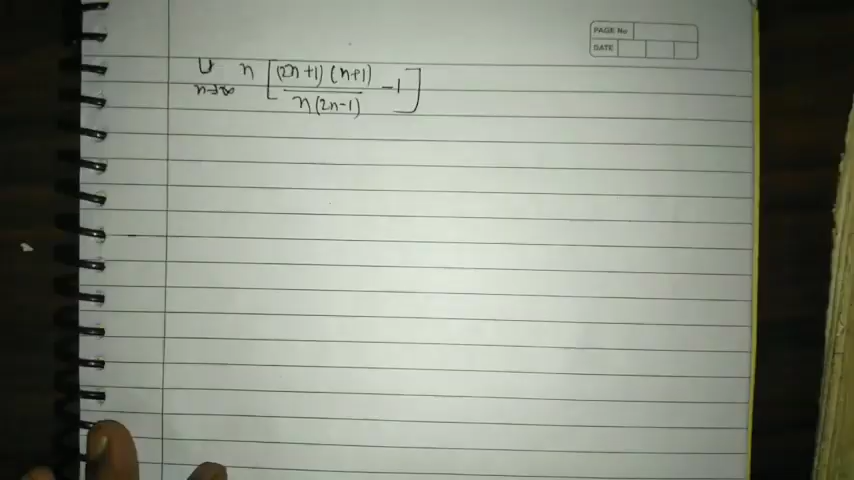 PAGE No
DATE
Lt n [ (2n+1) (n+1) / n(2n-1) - 1 ]
n→∞